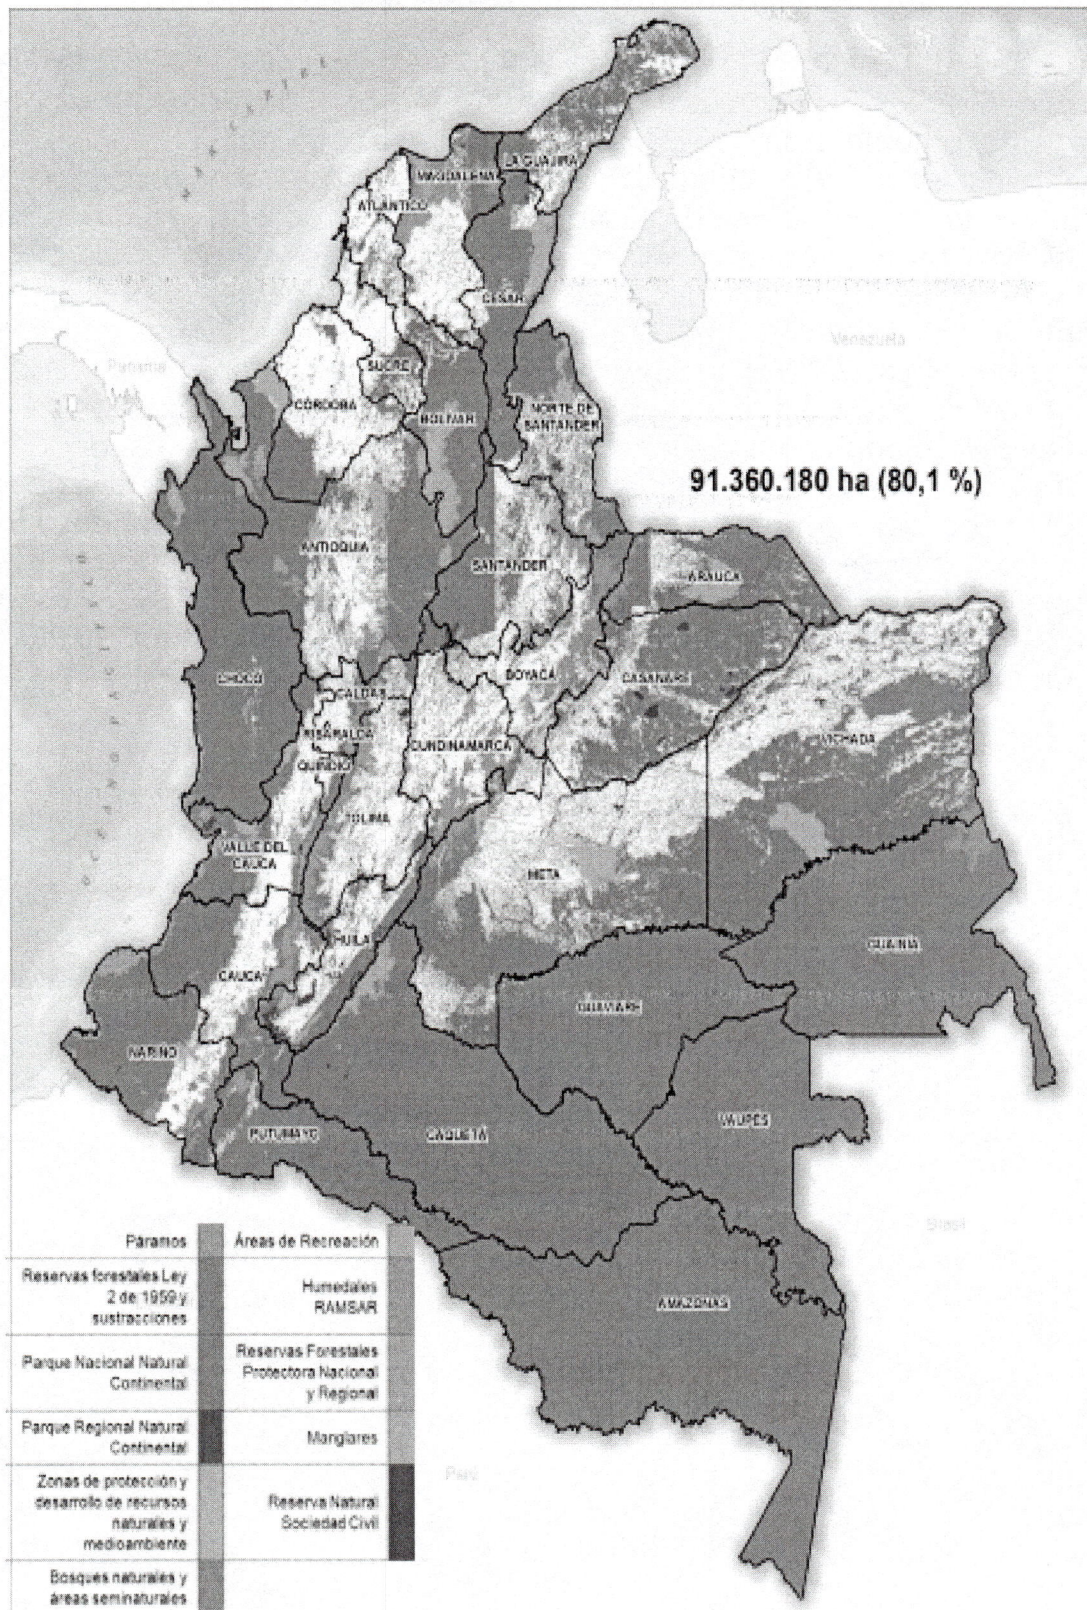 LA GUAJIRA
MAGDALENA
ATLÁNTICO
CESAR
Venezuela
Panamá
SUCRE
CÓRDOBA
BOLÍVAR
NORTE DE
SANTANDER
91.360.180 ha (80,1 %)
ANTIOQUIA
SANTANDER
ARAUCA
CHOCÓ
BOYACÁ
CASANARE
CALDAS
RISARALDA
CUNDINAMARCA
VICHADA
QUINDIO
TOLIMA
VALLE DEL
CAUCA
META
HUILA
GUAINÍA
CAUCA
GUAVIARE
NARIÑO
VAUPÉS
PUTUMAYO
CAQUETÁ
Brasil
AMAZONAS
Perú
Páramos
Reservas forestales Ley
2 de 1959 y
sustracciones
Parque Nacional Natural
Continental
Parque Regional Natural
Continental
Zonas de protección y
desarrollo de recursos
naturales y
medioambiente
Bosques naturales y
áreas seminaturales
Áreas de Recreación
Humedales
RAMSAR
Reservas Forestales
Protectora Nacional
y Regional
Manglares
Reserva Natural
Sociedad Civil